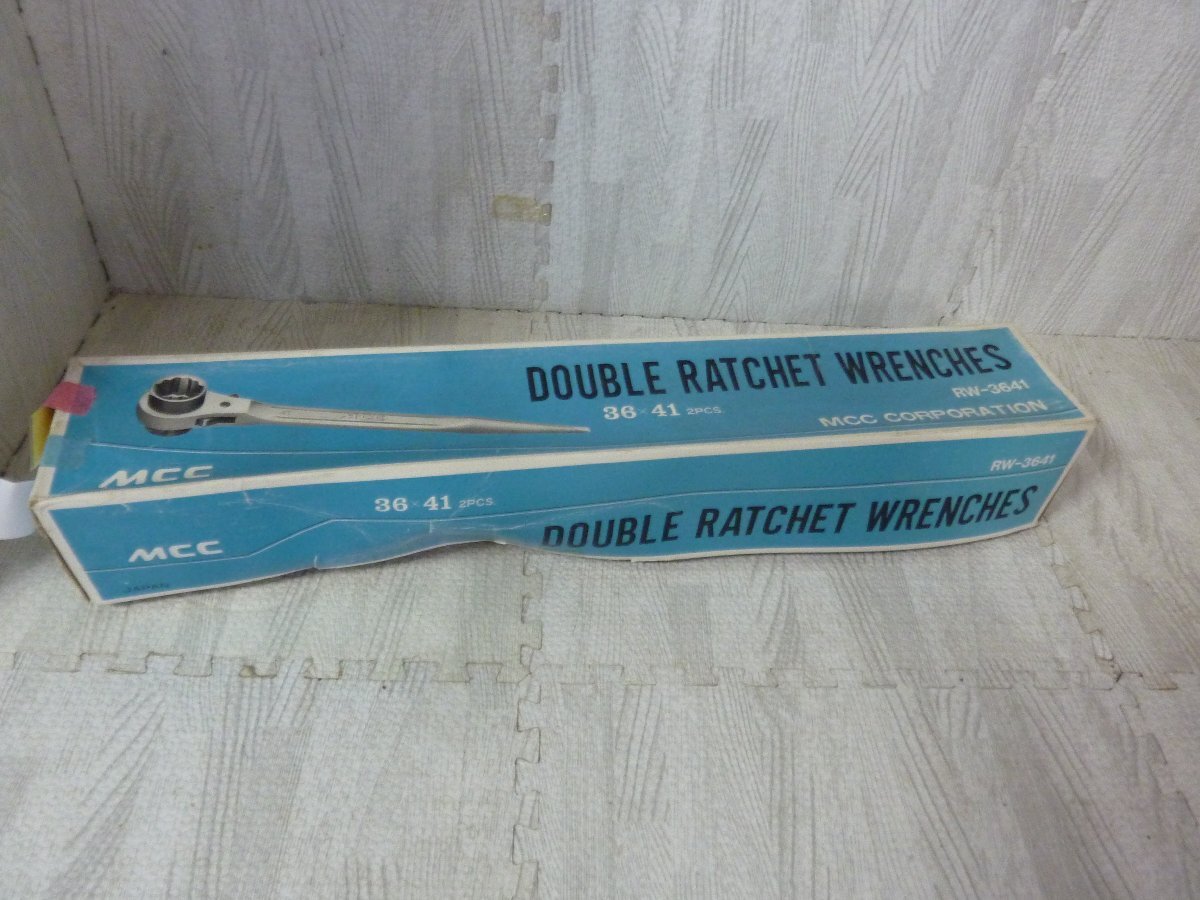 DOUBLE RATCHET WRENCHES
36×41 2PCS.
RW-3641
MCC CORPORATION
MCC
36×41 2PCS.
RW-3641
DOUBLE RATCHET WRENCHES
MCC
JAPAN